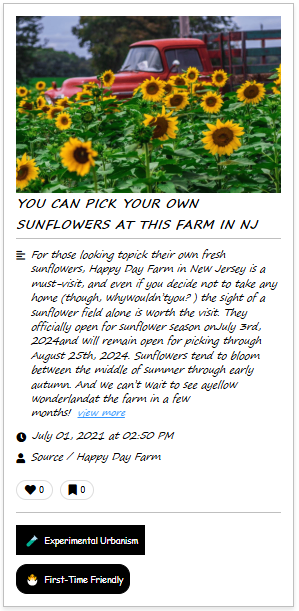 YOU CAN PICK YOUR OWN
SUNFLOWERS AT THIS FARM IN NJ
For those looking topick their own fresh
sunflowers, Happy Day Farm in New Jersey is a
must-visit, and even if you decide not to take any
home (though, whywouldn'tyou? ) the sight of a
sunflower field alone is worth the visit. They
officially open for sunflower season onJuly 3rd,
2024and will remain open for picking through
August 25th, 2024. Sunflowers tend to bloom
between the middle of summer through early
autumn. And we can't wait to see ayellow
wonderlandat the farm in a few
months! view more
July 01, 2021 at 02:50 PM
Source / Happy Day Farm
0 0
Experimental Urbanism
First-Time Friendly